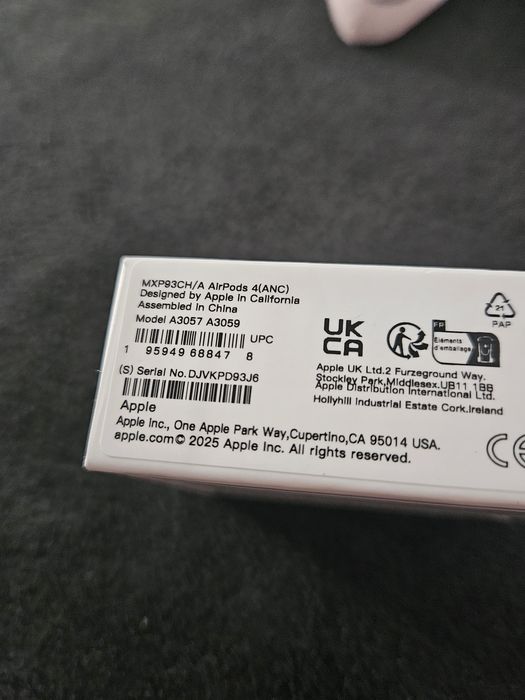 MXP93CH/A AirPods 4(ANC)
Designed by Apple in California
Assembled in China
Model A3057 A3059
UPC
1 95949 68847 8
(S) Serial No.DJVKPD93J6
Apple
Apple Inc., One Apple Park Way,Cupertino,CA 95014 USA.
apple.com© 2025 Apple Inc. All rights reserved.
UK
CA
FR
Éléments
d'emballage
21
PAP
Apple UK Ltd.2 Furzeground Way.
Stockley Park,Middlesex.UB11 1BB
Apple Distribution International Ltd.
Hollyhill Industrial Estate Cork.Ireland
CE